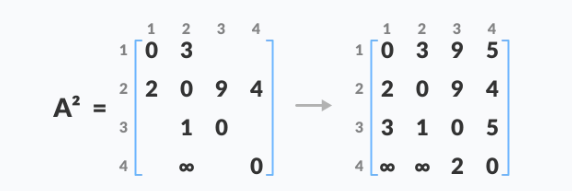 1 2 3 4 1 2 3 4
1 0 3 1 0 3 9 5
A² = 2 2 0 9 4 → 2 2 0 9 4
3 1 0 3 3 1 0 5
4 ∞ 0 4 ∞ ∞ 2 0